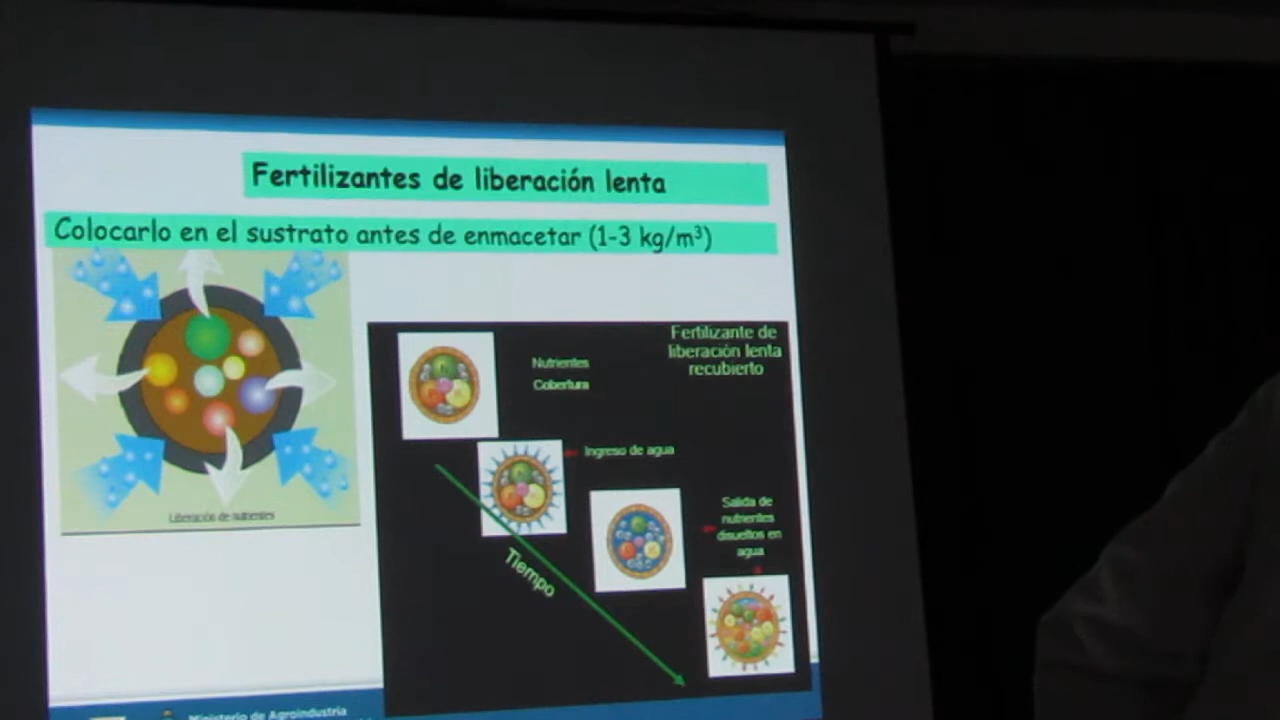 Fertilizantes de liberación lenta
Colocarlo en el sustrato antes de enmacetar (1-3 kg/m³)
Liberación de nutrientes
Fertilizante de
liberación lenta
recubierto
Nutrientes
Cobertura
Ingreso de agua
Salida de
nutrientes
disueltos en
agua
Tiempo
Ministerio de Agroindustria